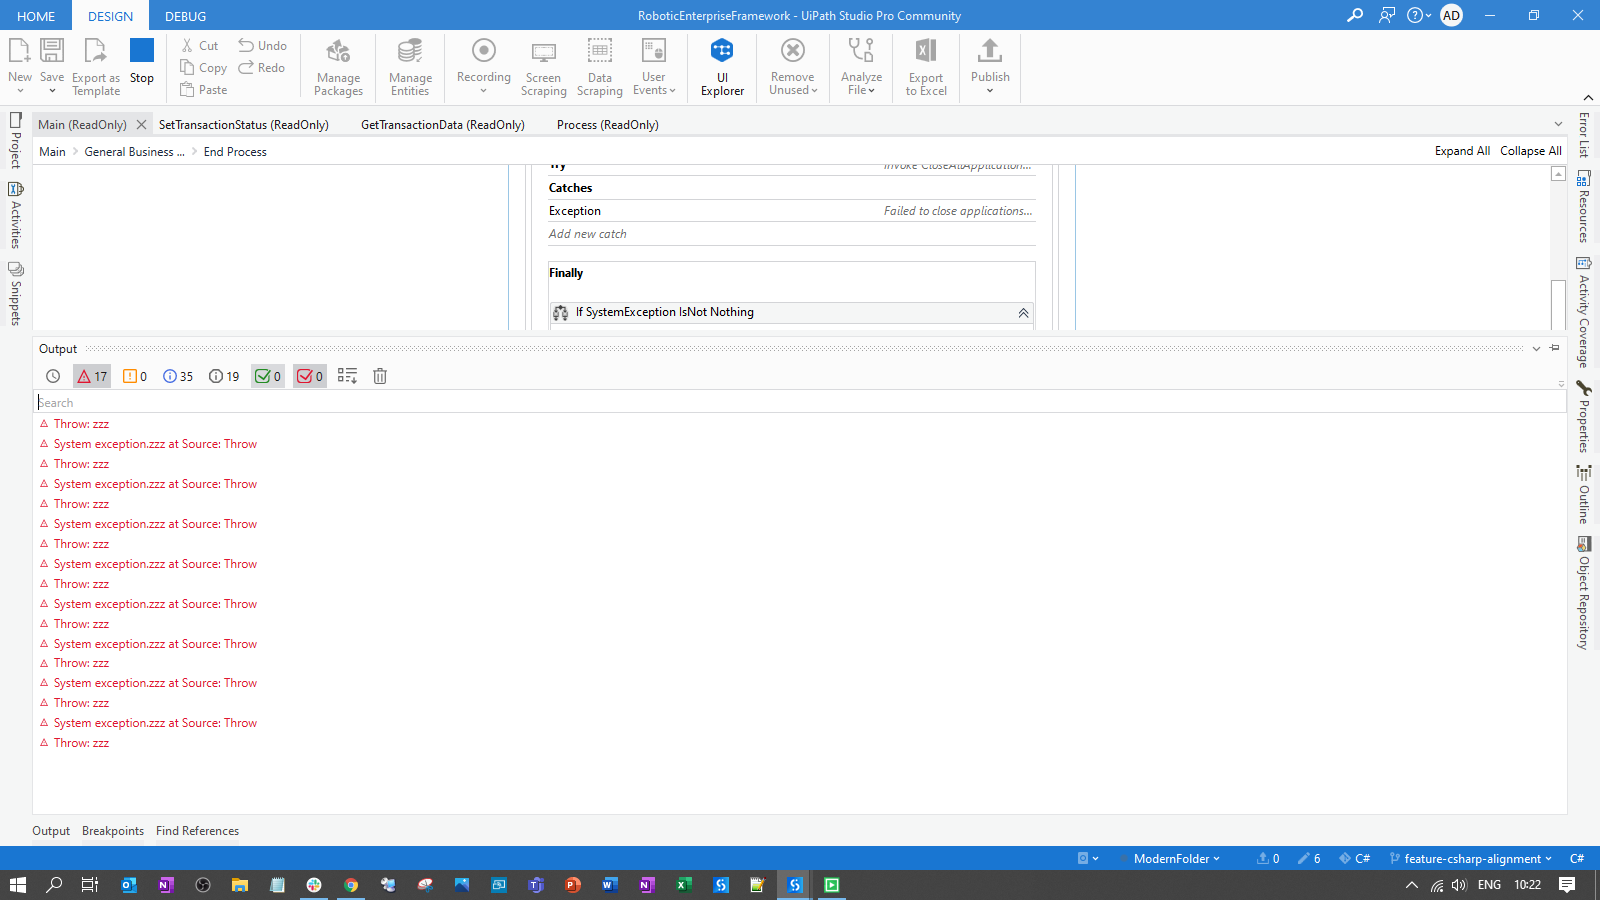 HOME DESIGN DEBUG RoboticEnterpriseFramework - UiPath Studio Pro Community AD
New Save Export as Template Stop Cut Copy Paste Undo Redo Manage Packages Manage Entities Recording Screen Scraping Data Scraping User Events UI Explorer Remove Unused Analyze File Export to Excel Publish
Main (ReadOnly) SetTransactionStatus (ReadOnly) GetTransactionData (ReadOnly) Process (ReadOnly)
Main General Business ... End Process Expand All Collapse All
Project
Activities
Snippets
Try Invoke CloseAllApplication...
Catches
Exception Failed to close applications...
Add new catch
Finally
If SystemException IsNot Nothing
Error List
Resources
Activity Coverage
Properties
Outline
Object Repository
Output
17 0 35 19 0 0
Search
Throw: zzz
System exception.zzz at Source: Throw
Throw: zzz
System exception.zzz at Source: Throw
Throw: zzz
System exception.zzz at Source: Throw
Throw: zzz
System exception.zzz at Source: Throw
Throw: zzz
System exception.zzz at Source: Throw
Throw: zzz
System exception.zzz at Source: Throw
Throw: zzz
System exception.zzz at Source: Throw
Throw: zzz
System exception.zzz at Source: Throw
Throw: zzz
Output Breakpoints Find References
ModernFolder 0 6 C# feature-csharp-alignment C#
ENG 10:22